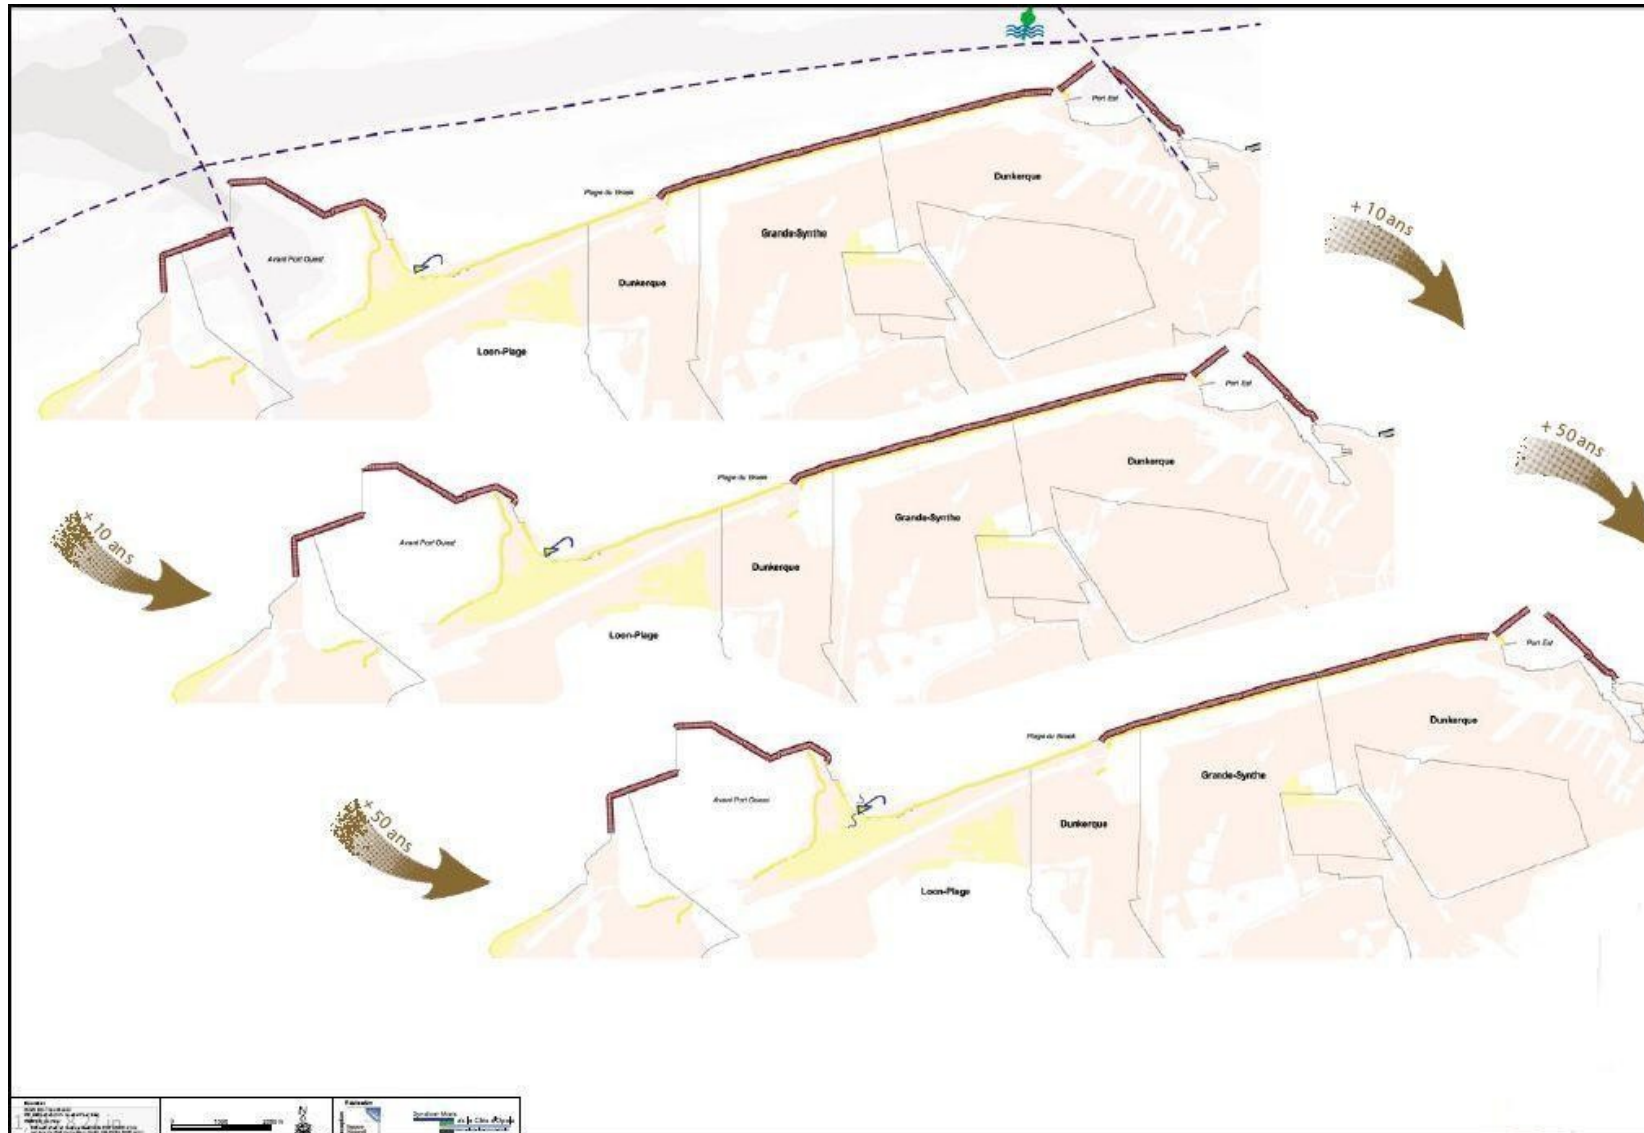 Port Est
Dunkerque
Plage du Braek
+ 10 ans
Grande-Synthe
Avant Port Ouest
Dunkerque
Loon-Plage
Port Est
+ 50 ans
Dunkerque
Plage du Braek
+ 10 ans
Grande-Synthe
Avant Port Ouest
Dunkerque
Loon-Plage
Port Est
Dunkerque
Plage du Braek
Grande-Synthe
Avant Port Ouest
+ 50 ans
Dunkerque
Loon-Plage
N
0